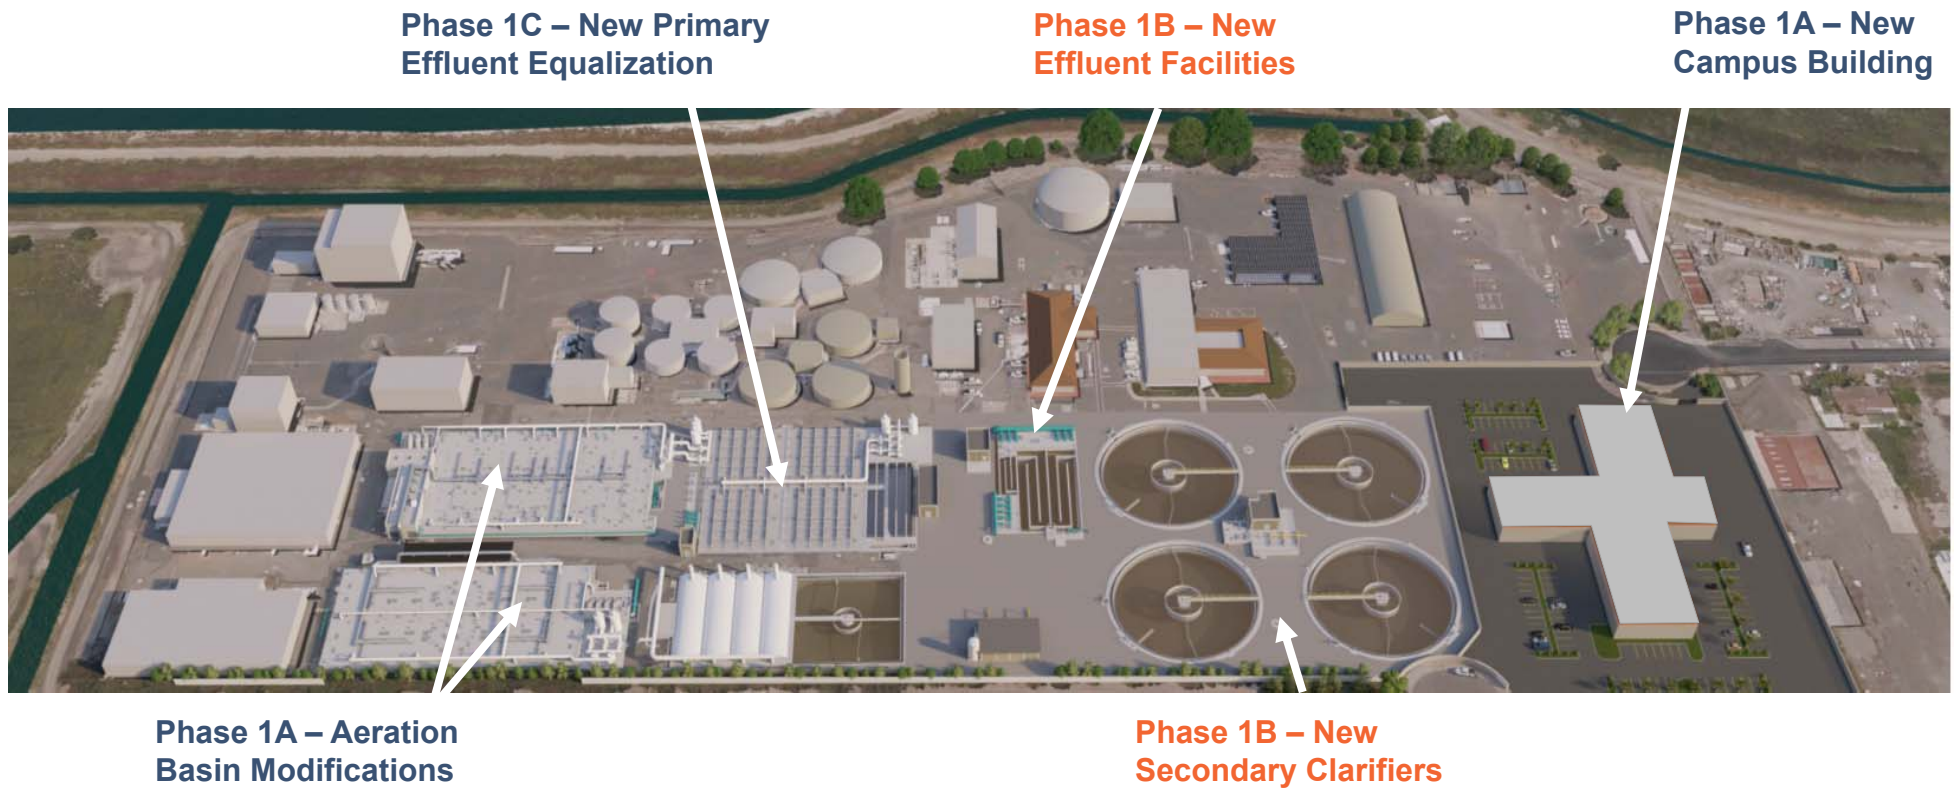 Phase 1C – New Primary
Effluent Equalization
Phase 1B – New
Effluent Facilities
Phase 1A – New
Campus Building
Phase 1A – Aeration
Basin Modifications
Phase 1B – New
Secondary Clarifiers